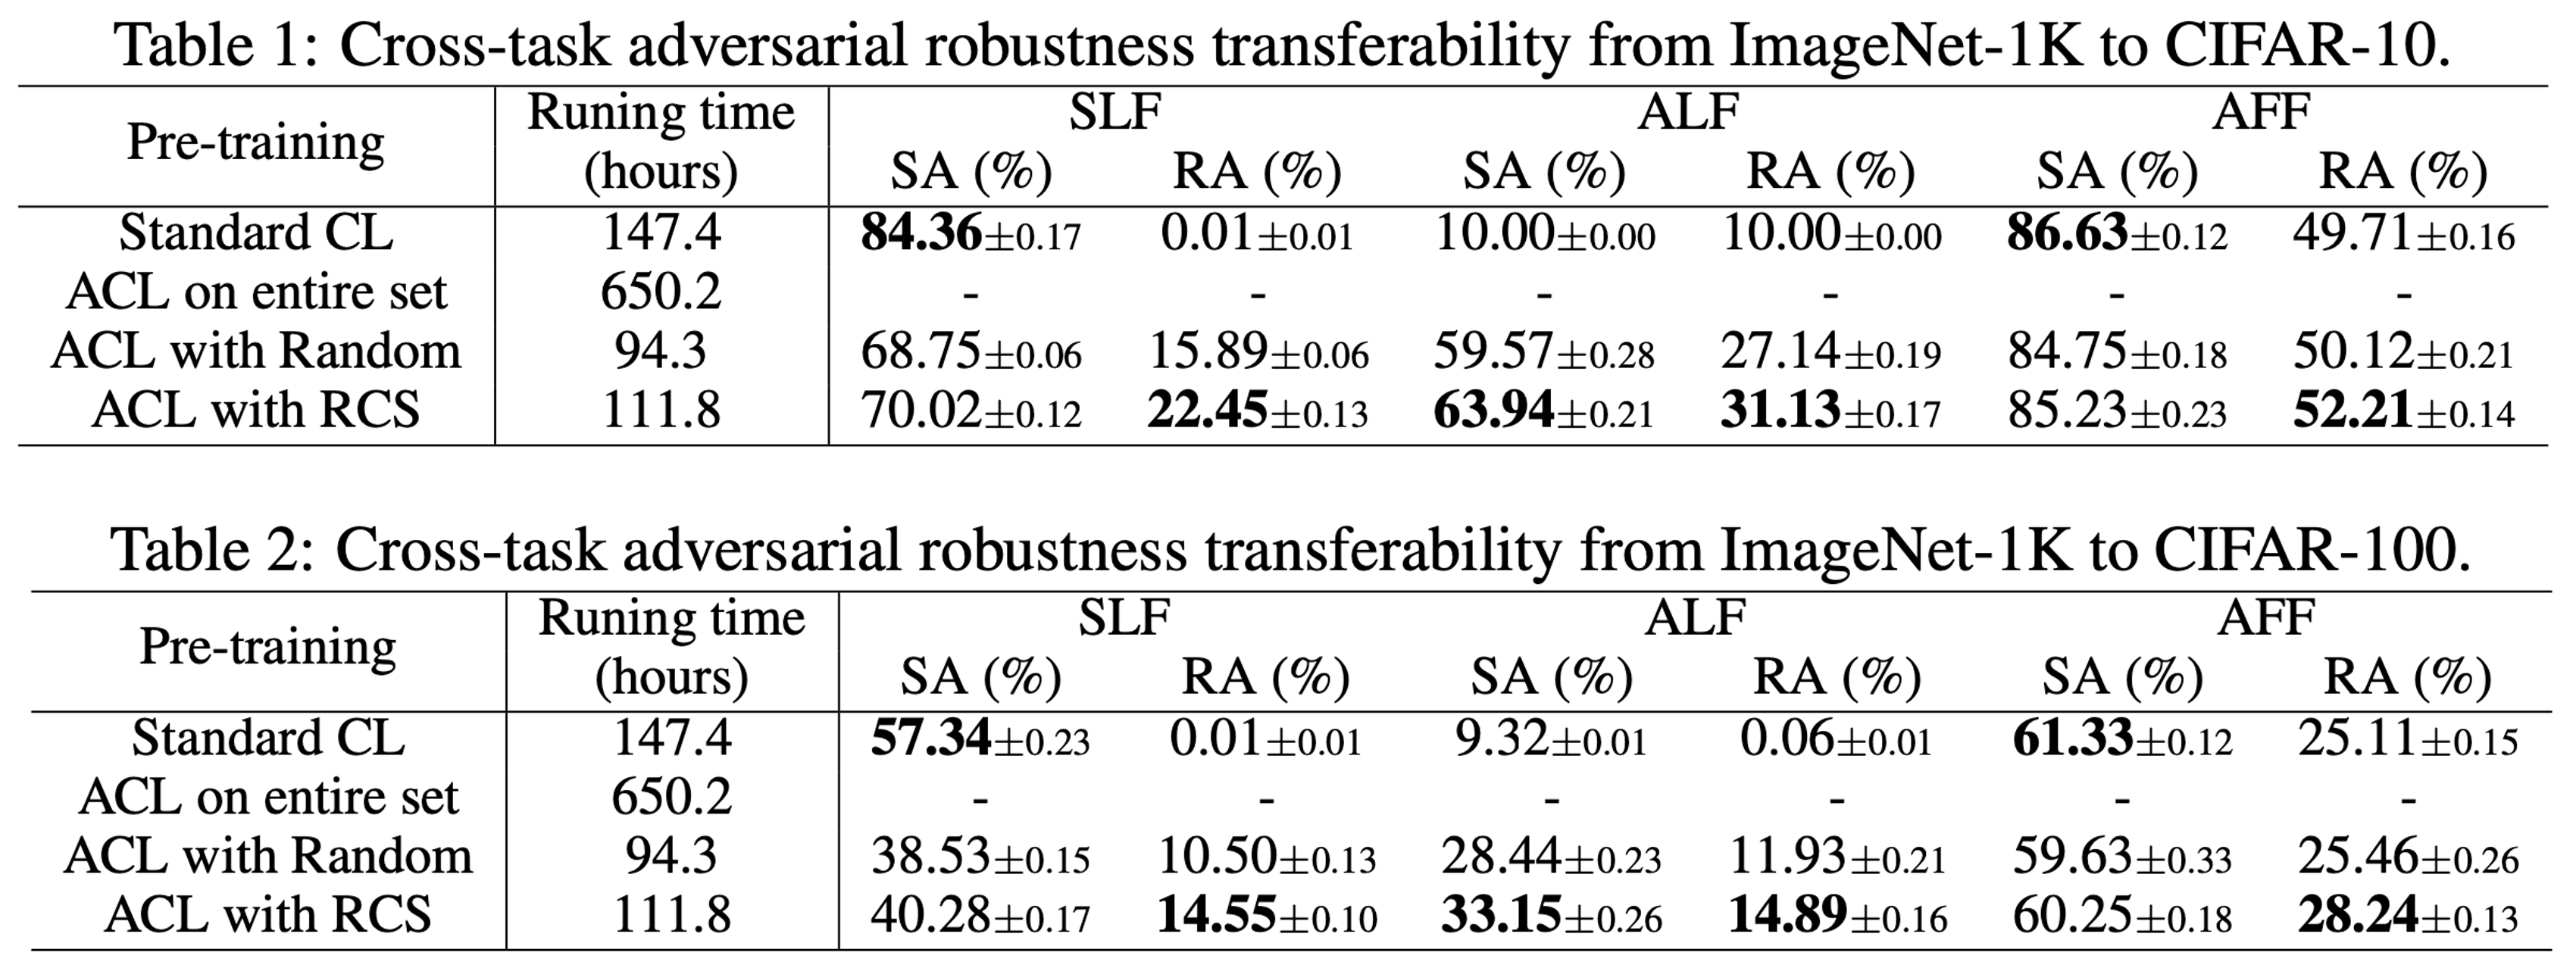 Table 1: Cross-task adversarial robustness transferability from ImageNet-1K to CIFAR-10.
Pre-training Runing time (hours) SLF ALF AFF
SA (%) RA (%) SA (%) RA (%) SA (%) RA (%)
Standard CL 147.4 84.36±0.17 0.01±0.01 10.00±0.00 10.00±0.00 86.63±0.12 49.71±0.16
ACL on entire set 650.2 - - - - - -
ACL with Random 94.3 68.75±0.06 15.89±0.06 59.57±0.28 27.14±0.19 84.75±0.18 50.12±0.21
ACL with RCS 111.8 70.02±0.12 22.45±0.13 63.94±0.21 31.13±0.17 85.23±0.23 52.21±0.14
Table 2: Cross-task adversarial robustness transferability from ImageNet-1K to CIFAR-100.
Pre-training Runing time (hours) SLF ALF AFF
SA (%) RA (%) SA (%) RA (%) SA (%) RA (%)
Standard CL 147.4 57.34±0.23 0.01±0.01 9.32±0.01 0.06±0.01 61.33±0.12 25.11±0.15
ACL on entire set 650.2 - - - - - -
ACL with Random 94.3 38.53±0.15 10.50±0.13 28.44±0.23 11.93±0.21 59.63±0.33 25.46±0.26
ACL with RCS 111.8 40.28±0.17 14.55±0.10 33.15±0.26 14.89±0.16 60.25±0.18 28.24±0.13